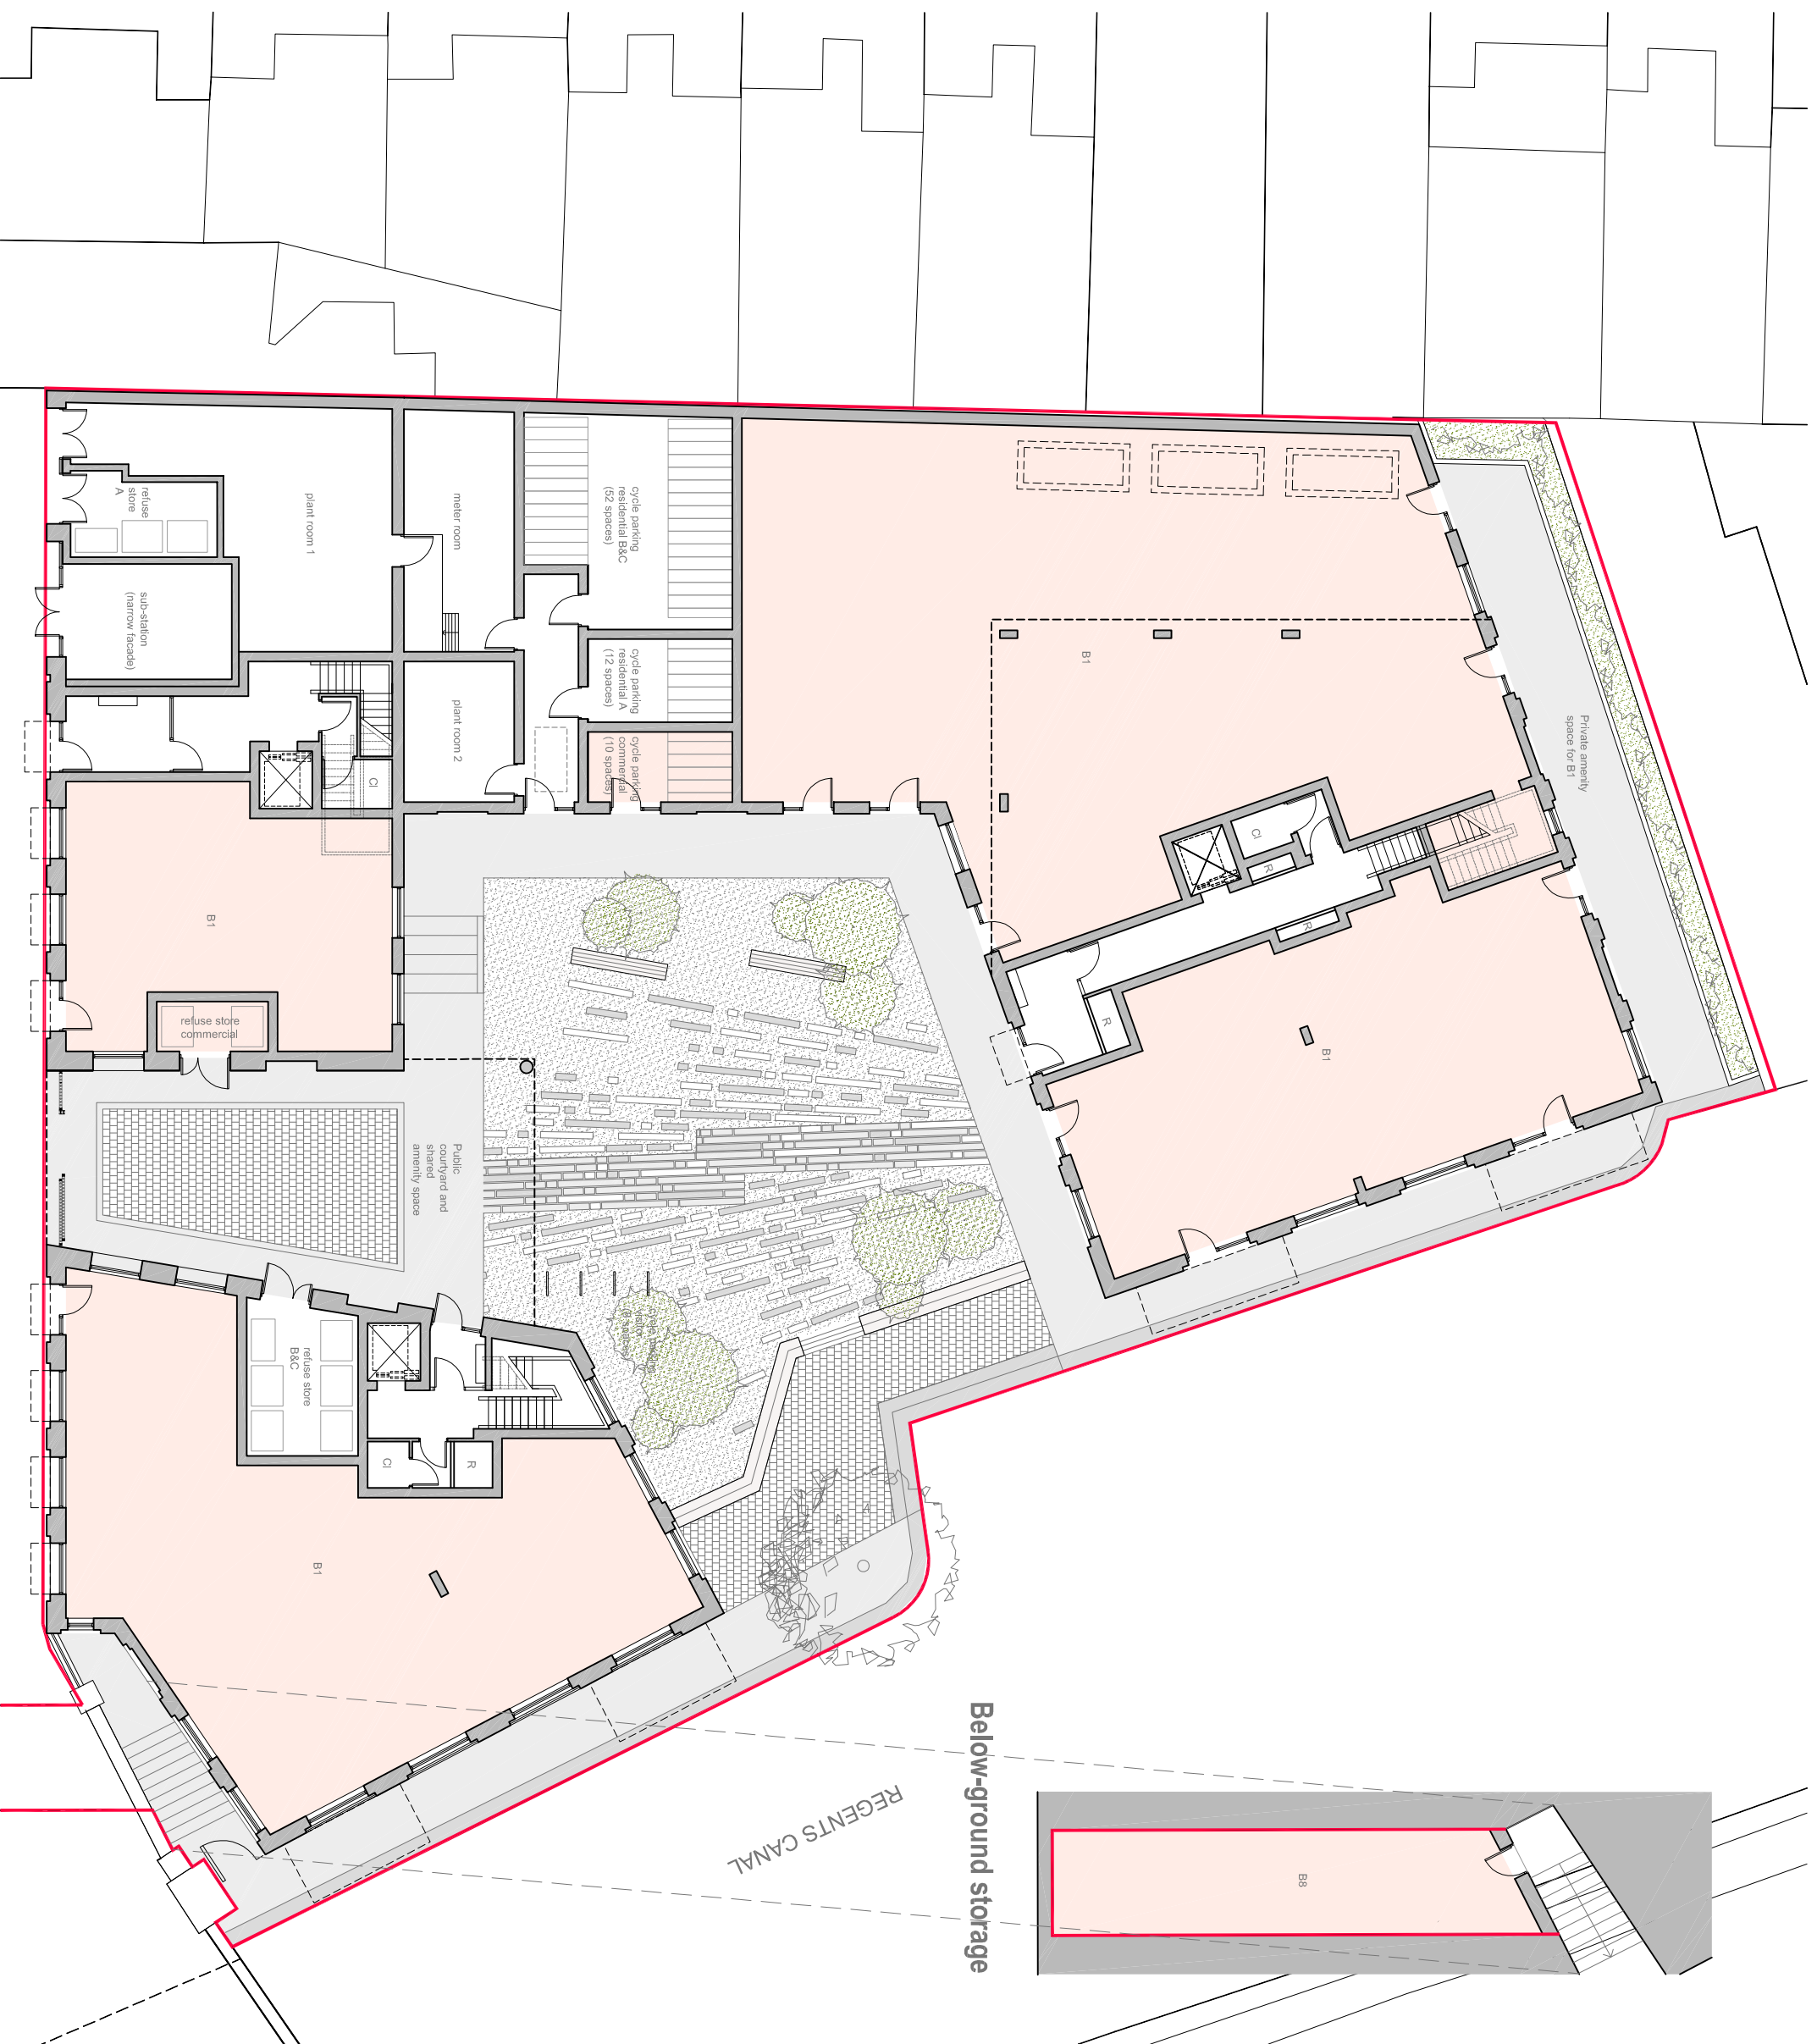 refuse
store
A
plant room 1
meter room
cycle parking
residential B&C
(52 spaces)
sub-station
(narrow facade)
plant room 2
cycle parking
residential A
(12 spaces)
cycle parking
commercial
(10 spaces)
Cl
B1
refuse store
commercial
B1
Private amenity
space for B1
Cl
R
R
R
B1
Public
courtyard and
shared
amenity space
cycle parking
visitor
refuse store
B&C
Cl
R
B1
REGENTS CANAL
Below-ground storage
B8